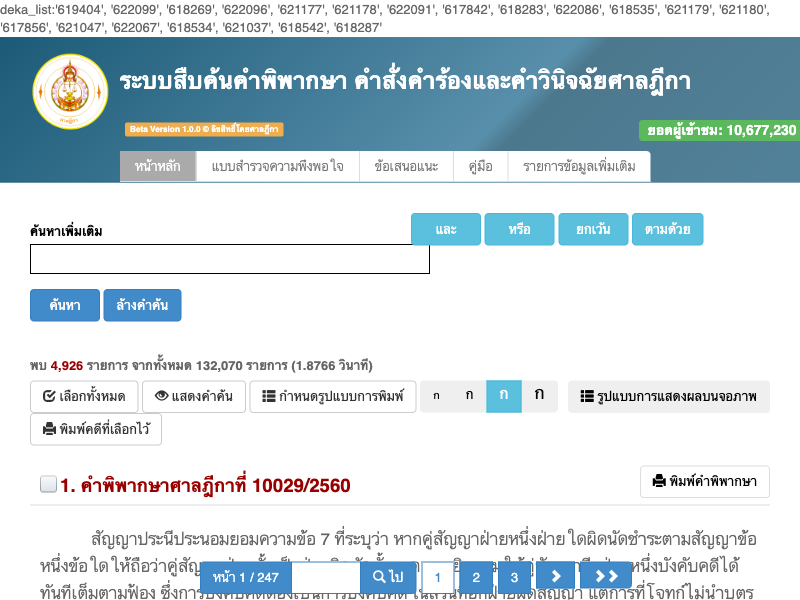 deka_list:'619404', '622099', '618269', '622096', '621177', '621178', '622091', '617842', '618283', '622086', '618535', '621179', '621180',
'617856', '621047', '622067', '618534', '621037', '618542', '618287'
ระบบสืบค้นคำพิพากษา คำสั่งคำร้องและคำวินิจฉัยศาลฎีกา
Beta Version 1.0.0 © ลิขสิทธิ์โดยศาลฎีกา
ยอดผู้เข้าชม: 10,677,230
หน้าหลัก แบบสำรวจความพึงพอใจ ข้อเสนอแนะ คู่มือ รายการข้อมูลเพิ่มเติม
ค้นหาเพิ่มเติม และ หรือ ยกเว้น ตามด้วย
ค้นหา ล้างคำค้น
พบ 4,926 รายการ จากทั้งหมด 132,070 รายการ (1.8766 วินาที)
เลือกทั้งหมด แสดงคำค้น กำหนดรูปแบบการพิมพ์ ก ก ก ก รูปแบบการแสดงผลบนจอภาพ
พิมพ์คดีที่เลือกไว้
1. คำพิพากษาศาลฎีกาที่ 10029/2560 พิมพ์คำพิพากษา
สัญญาประนีประนอมยอมความข้อ 7 ที่ระบุว่า หากคู่สัญญาฝ่ายหนึ่งฝ่ายใดผิดนัดชำระตามสัญญาข้อ
หนึ่งข้อใด ให้ถือว่าคู่สัญ หนึ่งบังคับคดีได้
หน้า 1 / 247 ไป 1 2 3
ทันทีเต็มตามฟ้อง ซึ่งการ แต่การที่โจทก์ไม่นำบุตร